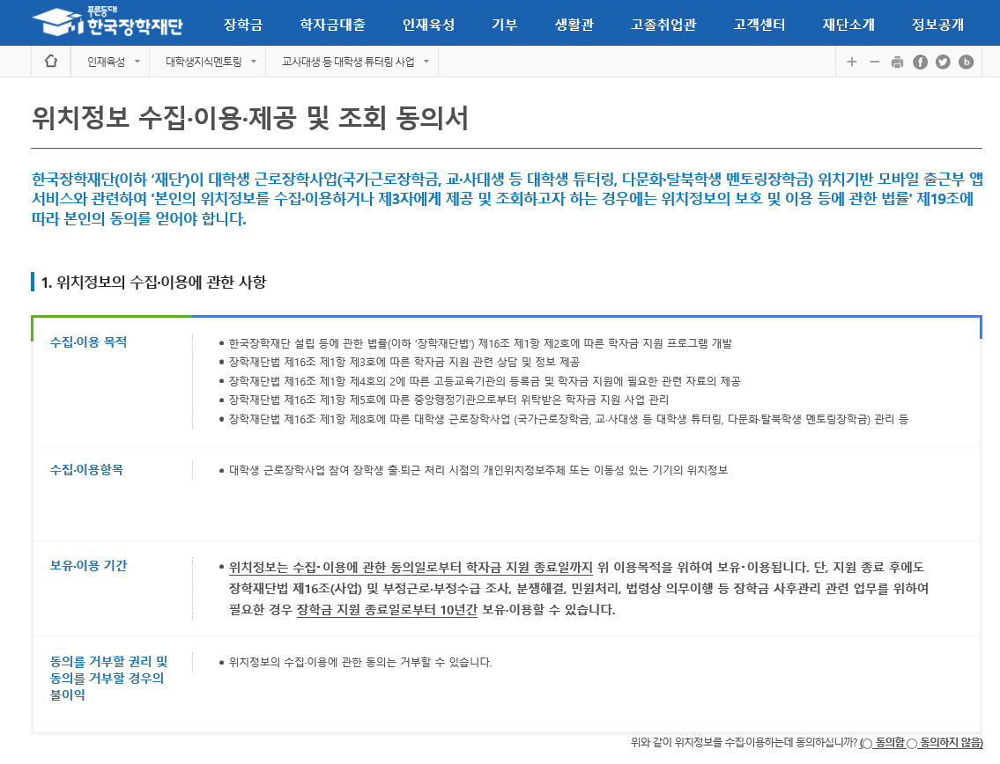 푸른등대
한국장학재단
장학금 학자금대출 인재육성 기부 생활관 고졸취업관 고객센터 재단소개 정보공개
인재육성 대학생지식멘토링 교사대생 등 대학생 튜터링 사업
위치정보 수집·이용·제공 및 조회 동의서
한국장학재단(이하 ‘재단’)이 대학생 근로장학사업(국가근로장학금, 교·사대생 등 대학생 튜터링, 다문화·탈북학생 멘토링장학금) 위치기반 모바일 출근부 앱
서비스와 관련하여 '본인의 위치정보를 수집·이용하거나 제3자에게 제공 및 조회하고자 하는 경우에는 위치정보의 보호 및 이용 등에 관한 법률' 제19조에
따라 본인의 동의를 얻어야 합니다.
1. 위치정보의 수집·이용에 관한 사항
수집·이용 목적
• 한국장학재단 설립 등에 관한 법률(이하 ‘장학재단법’) 제16조 제1항 제2호에 따른 학자금 지원 프로그램 개발
• 장학재단법 제16조 제1항 제3호에 따른 학자금 지원 관련 상담 및 정보 제공
• 장학재단법 제16조 제1항 제4호의 2에 따른 고등교육기관의 등록금 및 학자금 지원에 필요한 관련 자료의 제공
• 장학재단법 제16조 제1항 제5호에 따른 중앙행정기관으로부터 위탁받은 학자금 지원 사업 관리
• 장학재단법 제16조 제1항 제8호에 따른 대학생 근로장학사업 (국가근로장학금, 교·사대생 등 대학생 튜터링, 다문화·탈북학생 멘토링장학금) 관리 등
수집·이용항목
• 대학생 근로장학사업 참여 장학생 출·퇴근 처리 시점의 개인위치정보주체 또는 이동성 있는 기기의 위치정보
보유·이용 기간
• 위치정보는 수집·이용에 관한 동의일로부터 학자금 지원 종료일까지 위 이용목적을 위하여 보유·이용됩니다. 단, 지원 종료 후에도
장학재단법 제16조(사업) 및 부정근로·부정수급 조사, 분쟁해결, 민원처리, 법령상 의무이행 등 장학금 사후관리 관련 업무를 위하여
필요한 경우 장학금 지원 종료일로부터 10년간 보유·이용할 수 있습니다.
동의를 거부할 권리 및
동의를 거부할 경우의
불이익
• 위치정보의 수집·이용에 관한 동의는 거부할 수 있습니다.
위와 같이 위치정보를 수집·이용하는데 동의하십니까? (○ 동의함 ○ 동의하지 않음)